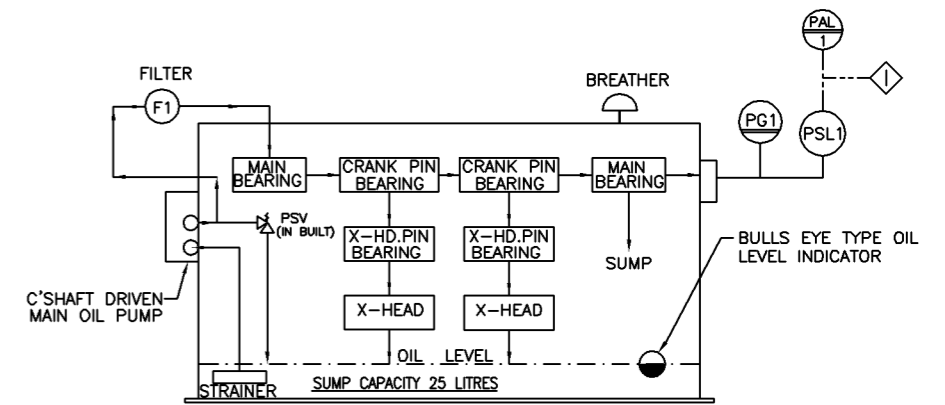 PAL
1
FILTER
BREATHER
F1
I
PG1
PSL1
MAIN
BEARING
CRANK PIN
BEARING
CRANK PIN
BEARING
MAIN
BEARING
PSV
(IN BUILT)
X-HD.PIN
BEARING
X-HD.PIN
BEARING
SUMP
BULLS EYE TYPE OIL
LEVEL INDICATOR
C'SHAFT DRIVEN
MAIN OIL PUMP
X-HEAD
X-HEAD
OIL LEVEL
STRAINER
SUMP CAPACITY 25 LITRES